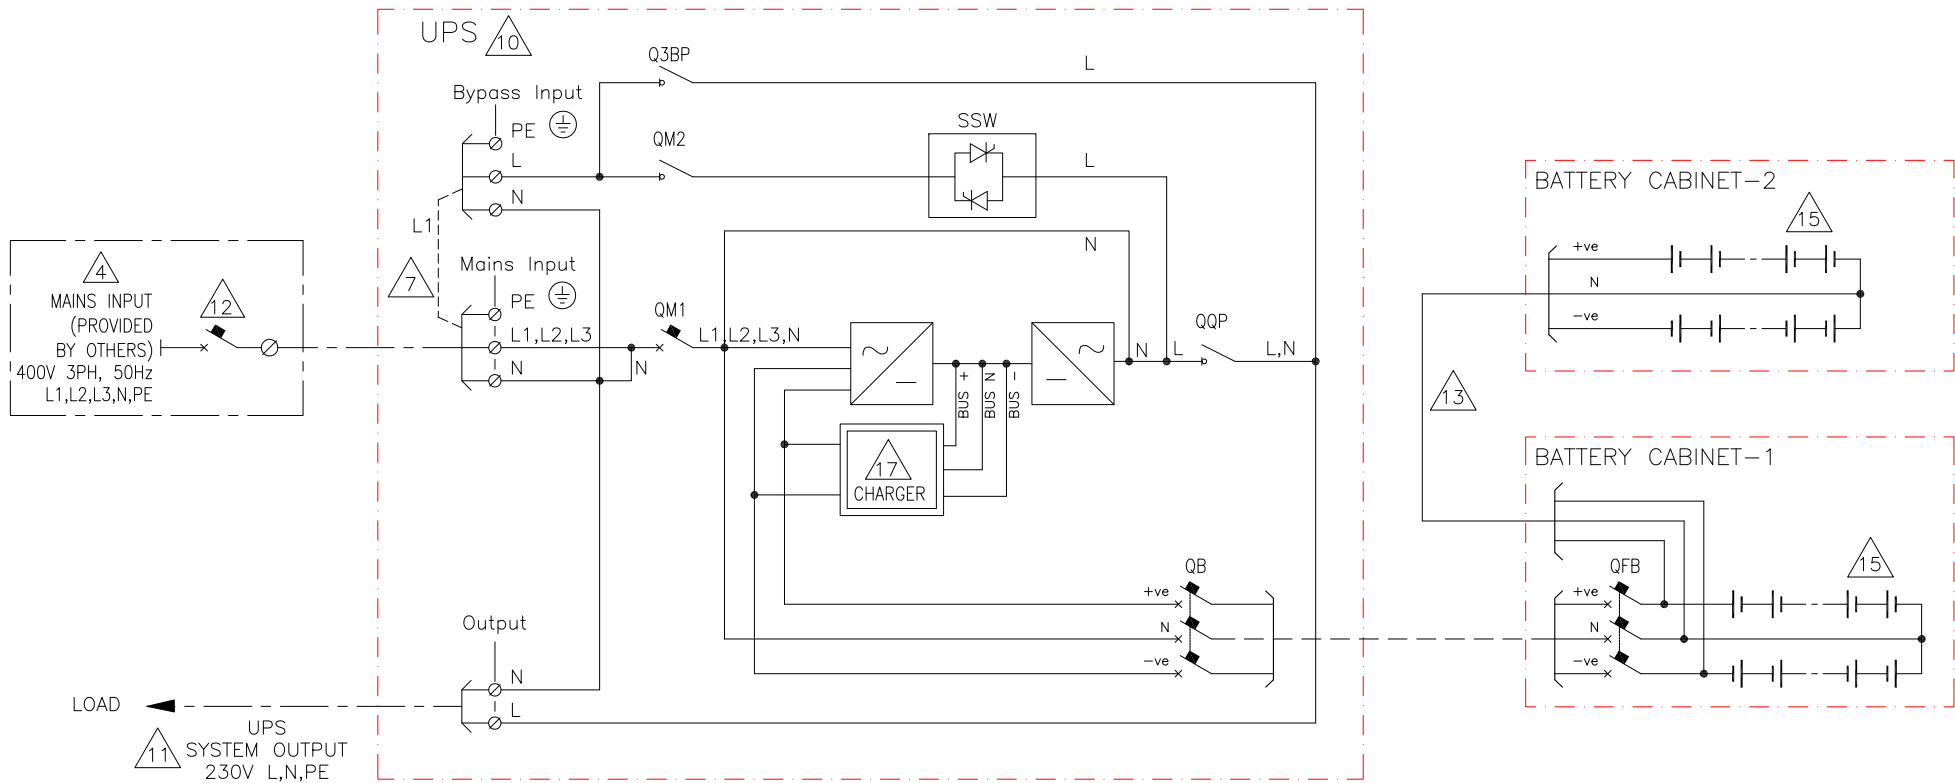 UPS
10
Q3BP
L
Bypass Input
PE
L
N
QM2
SSW
L
N
L1
7
4
MAINS INPUT
(PROVIDED
BY OTHERS)
400V 3PH, 50Hz
L1,L2,L3,N,PE
12
Mains Input
PE
L1,L2,L3
N
N
QM1
L1,L2,L3,N
BUS +
BUS N
BUS -
N
L
QQP
L,N
17
CHARGER
+ve
N
-ve
QB
Output
N
L
LOAD
11
UPS
SYSTEM OUTPUT
230V L,N,PE
BATTERY CABINET-2
15
+ve
N
-ve
13
BATTERY CABINET-1
15
QFB
+ve
N
-ve